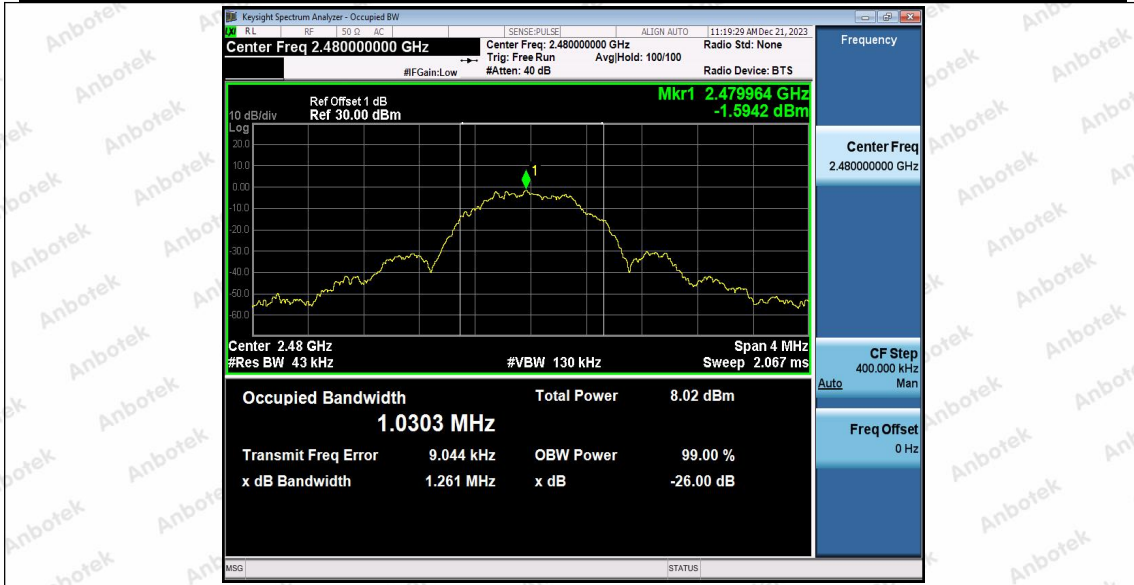 Keysight Spectrum Analyzer - Occupied BW
LXI RL RF 50 Ω AC SENSE:PULSE ALIGN AUTO 11:19:29 AM Dec 21, 2023
Center Freq 2.480000000 GHz
Center Freq: 2.480000000 GHz Radio Std: None
Trig: Free Run Avg|Hold: 100/100
#IFGain:Low #Atten: 40 dB Radio Device: BTS
Mkr1 2.479964 GHz
-1.5942 dBm
Ref Offset 1 dB
10 dB/div Ref 30.00 dBm
Log
20.0
10.0
0.00
-10.0
-20.0
-30.0
-40.0
-50.0
-60.0
1
Center 2.48 GHz Span 4 MHz
#Res BW 43 kHz #VBW 130 kHz Sweep 2.067 ms
Occupied Bandwidth Total Power 8.02 dBm
1.0303 MHz
Transmit Freq Error 9.044 kHz OBW Power 99.00 %
x dB Bandwidth 1.261 MHz x dB -26.00 dB
MSG STATUS
Frequency
Center Freq
2.480000000 GHz
CF Step
400.000 kHz
Auto Man
Freq Offset
0 Hz
Anbotek